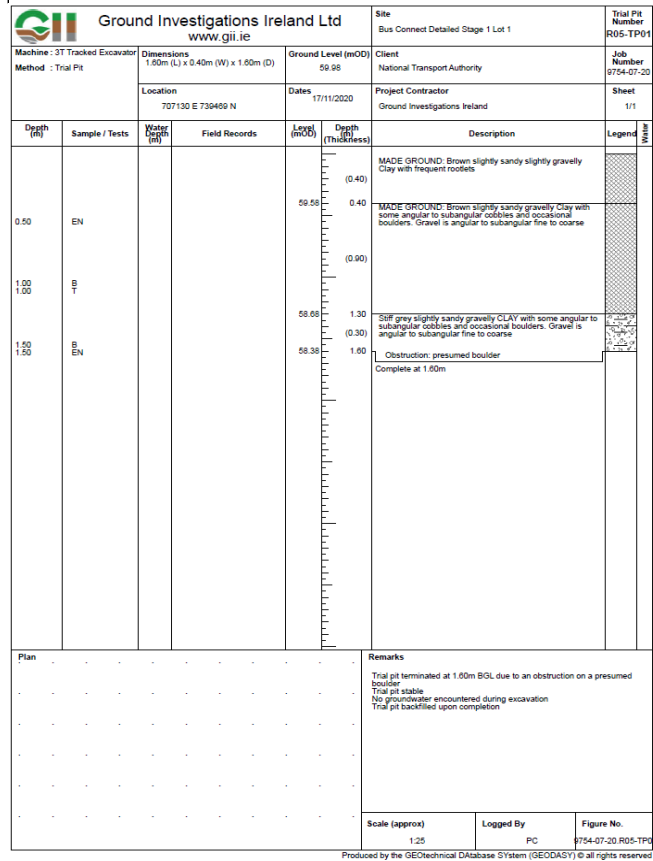 GII
Ground Investigations Ireland Ltd
www.gii.ie
Site
Bus Connect Detailed Stage 1 Lot 1
Trial Pit
Number
R05-TP01
Machine : 3T Tracked Excavator
Method : Trial Pit
Dimensions
1.60m (L) x 0.40m (W) x 1.60m (D)
Ground Level (mOD)
59.98
Client
National Transport Authority
Job
Number
9754-07-20
Location
707130 E 739469 N
Dates
17/11/2020
Project Contractor
Ground Investigations Ireland
Sheet
1/1
Depth
(m)
Sample / Tests
Water
Depth
(m)
Field Records
Level
(mOD)
Depth
(m)
(Thickness)
Description
Legend
Water
MADE GROUND: Brown slightly sandy slightly gravelly
Clay with frequent rootlets
(0.40)
59.58 0.40
MADE GROUND: Brown slightly sandy gravelly Clay with
some angular to subangular cobbles and occasional
boulders. Gravel is angular to subangular fine to coarse
0.50 EN
(0.90)
1.00 B
1.00 T
58.68 1.30
Stiff grey slightly sandy gravelly CLAY with some angular to
subangular cobbles and occasional boulders. Gravel is
angular to subangular fine to coarse
(0.30)
1.50 B
1.50 EN
58.38 1.60
Obstruction: presumed boulder
Complete at 1.60m
Plan
Remarks
Trial pit terminated at 1.60m BGL due to an obstruction on a presumed
boulder
Trial pit stable
No groundwater encountered during excavation
Trial pit backfilled upon completion
Scale (approx)
1:25
Logged By
PC
Figure No.
9754-07-20.R05-TP0
Produced by the GEOtechnical DAtabase SYstem (GEODASY) © all rights reserved